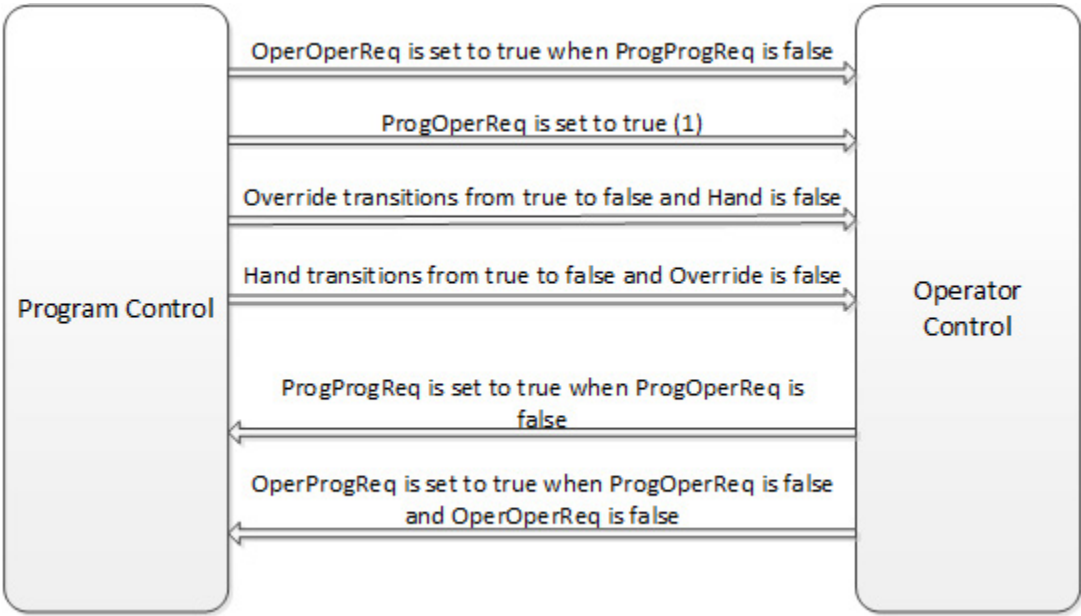 OperOperReq is set to true when ProgProgReq is false
ProgOperReq is set to true (1)
Override transitions from true to false and Hand is false
Hand transitions from true to false and Override is false
Program Control
Operator
Control
ProgProgReq is set to true when ProgOperReq is
false
OperProgReq is set to true when ProgOperReq is false
and OperOperReq is false